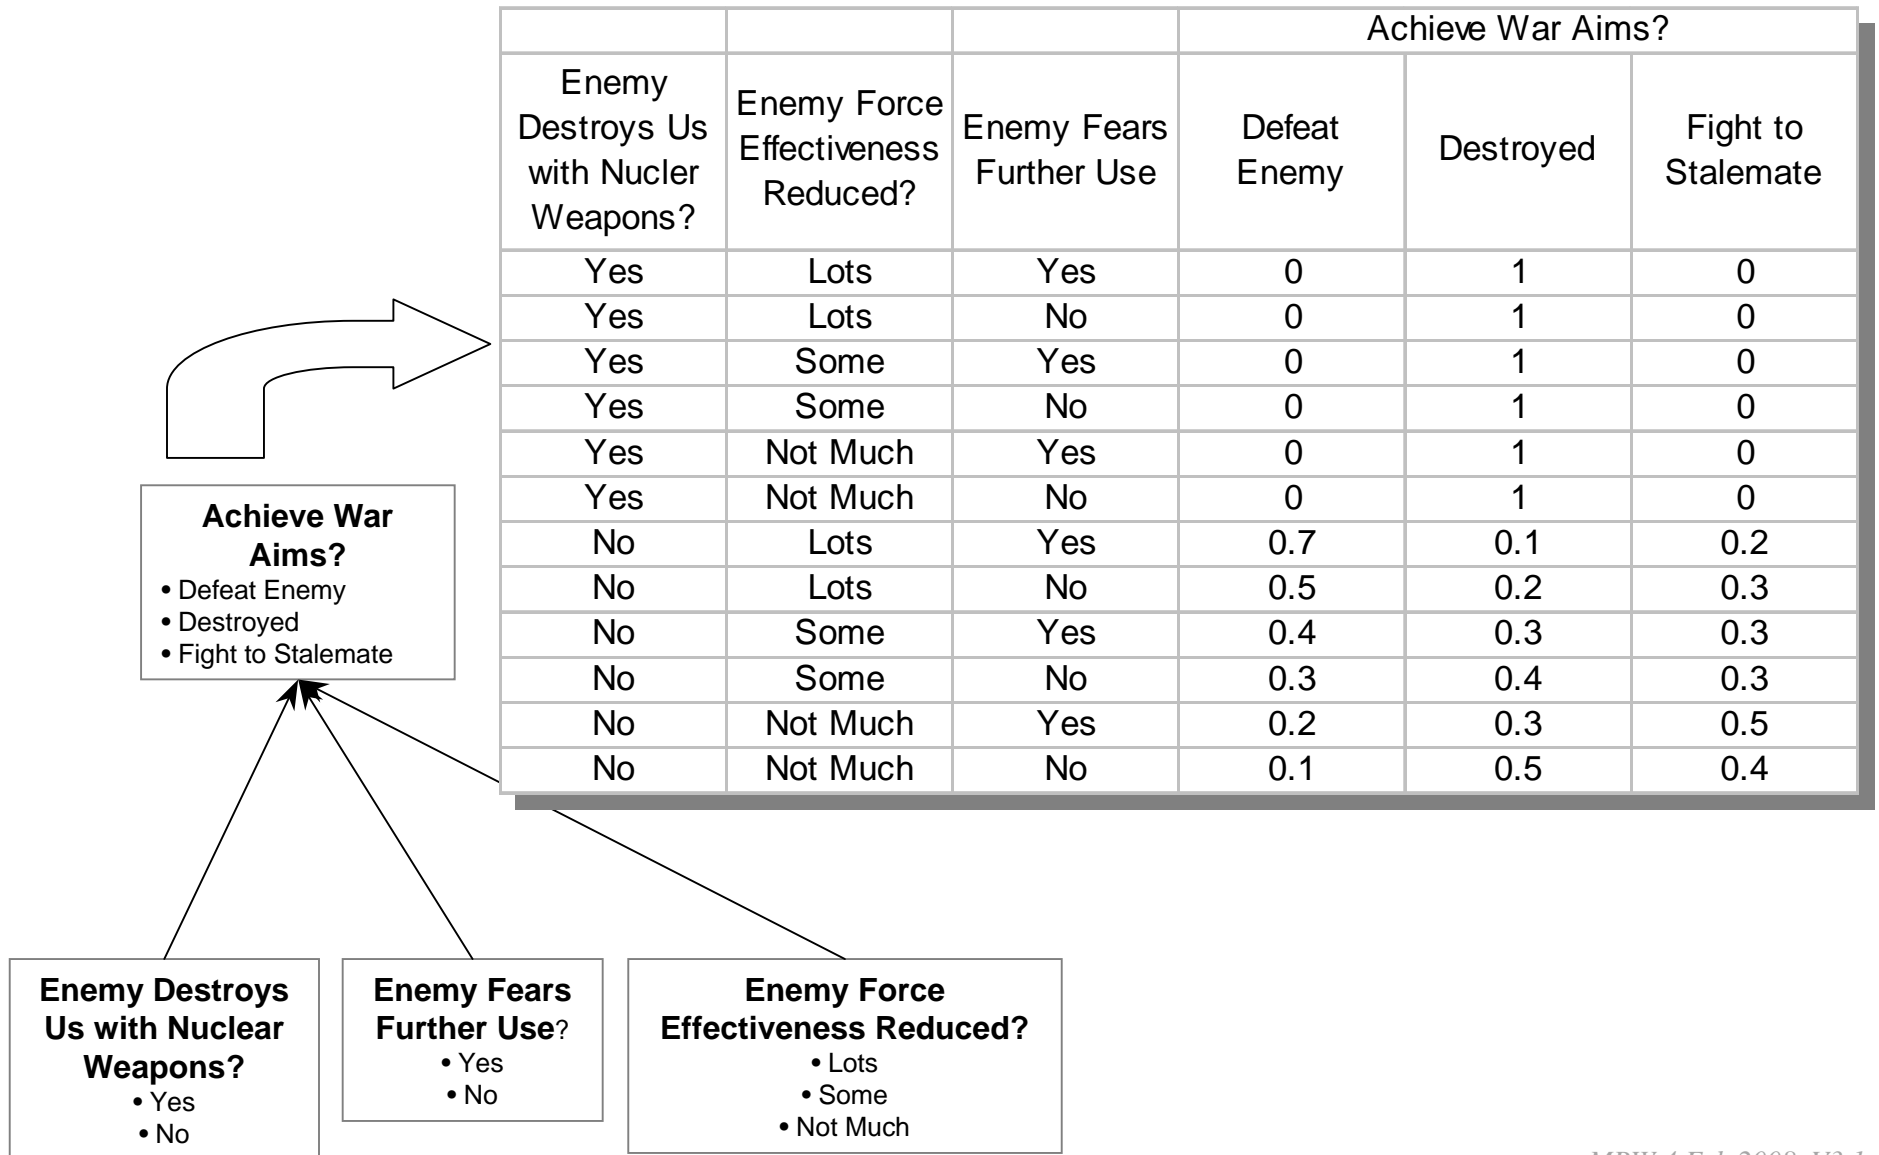 Achieve War Aims?
Enemy
Destroys Us
with Nucler
Weapons?
Enemy Force
Effectiveness
Reduced?
Enemy Fears
Further Use
Defeat
Enemy
Destroyed
Fight to
Stalemate
Yes Lots Yes 0 1 0
Yes Lots No 0 1 0
Yes Some Yes 0 1 0
Yes Some No 0 1 0
Yes Not Much Yes 0 1 0
Yes Not Much No 0 1 0
No Lots Yes 0.7 0.1 0.2
No Lots No 0.5 0.2 0.3
No Some Yes 0.4 0.3 0.3
No Some No 0.3 0.4 0.3
No Not Much Yes 0.2 0.3 0.5
No Not Much No 0.1 0.5 0.4
Achieve War
Aims?
• Defeat Enemy
• Destroyed
• Fight to Stalemate
Enemy Destroys
Us with Nuclear
Weapons?
• Yes
• No
Enemy Fears
Further Use?
• Yes
• No
Enemy Force
Effectiveness Reduced?
• Lots
• Some
• Not Much